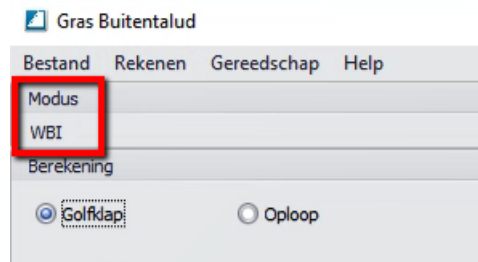 Gras Buitentalud
Bestand Rekenen Gereedschap Help
Modus
WBI
Berekening
Golfklap Oploop